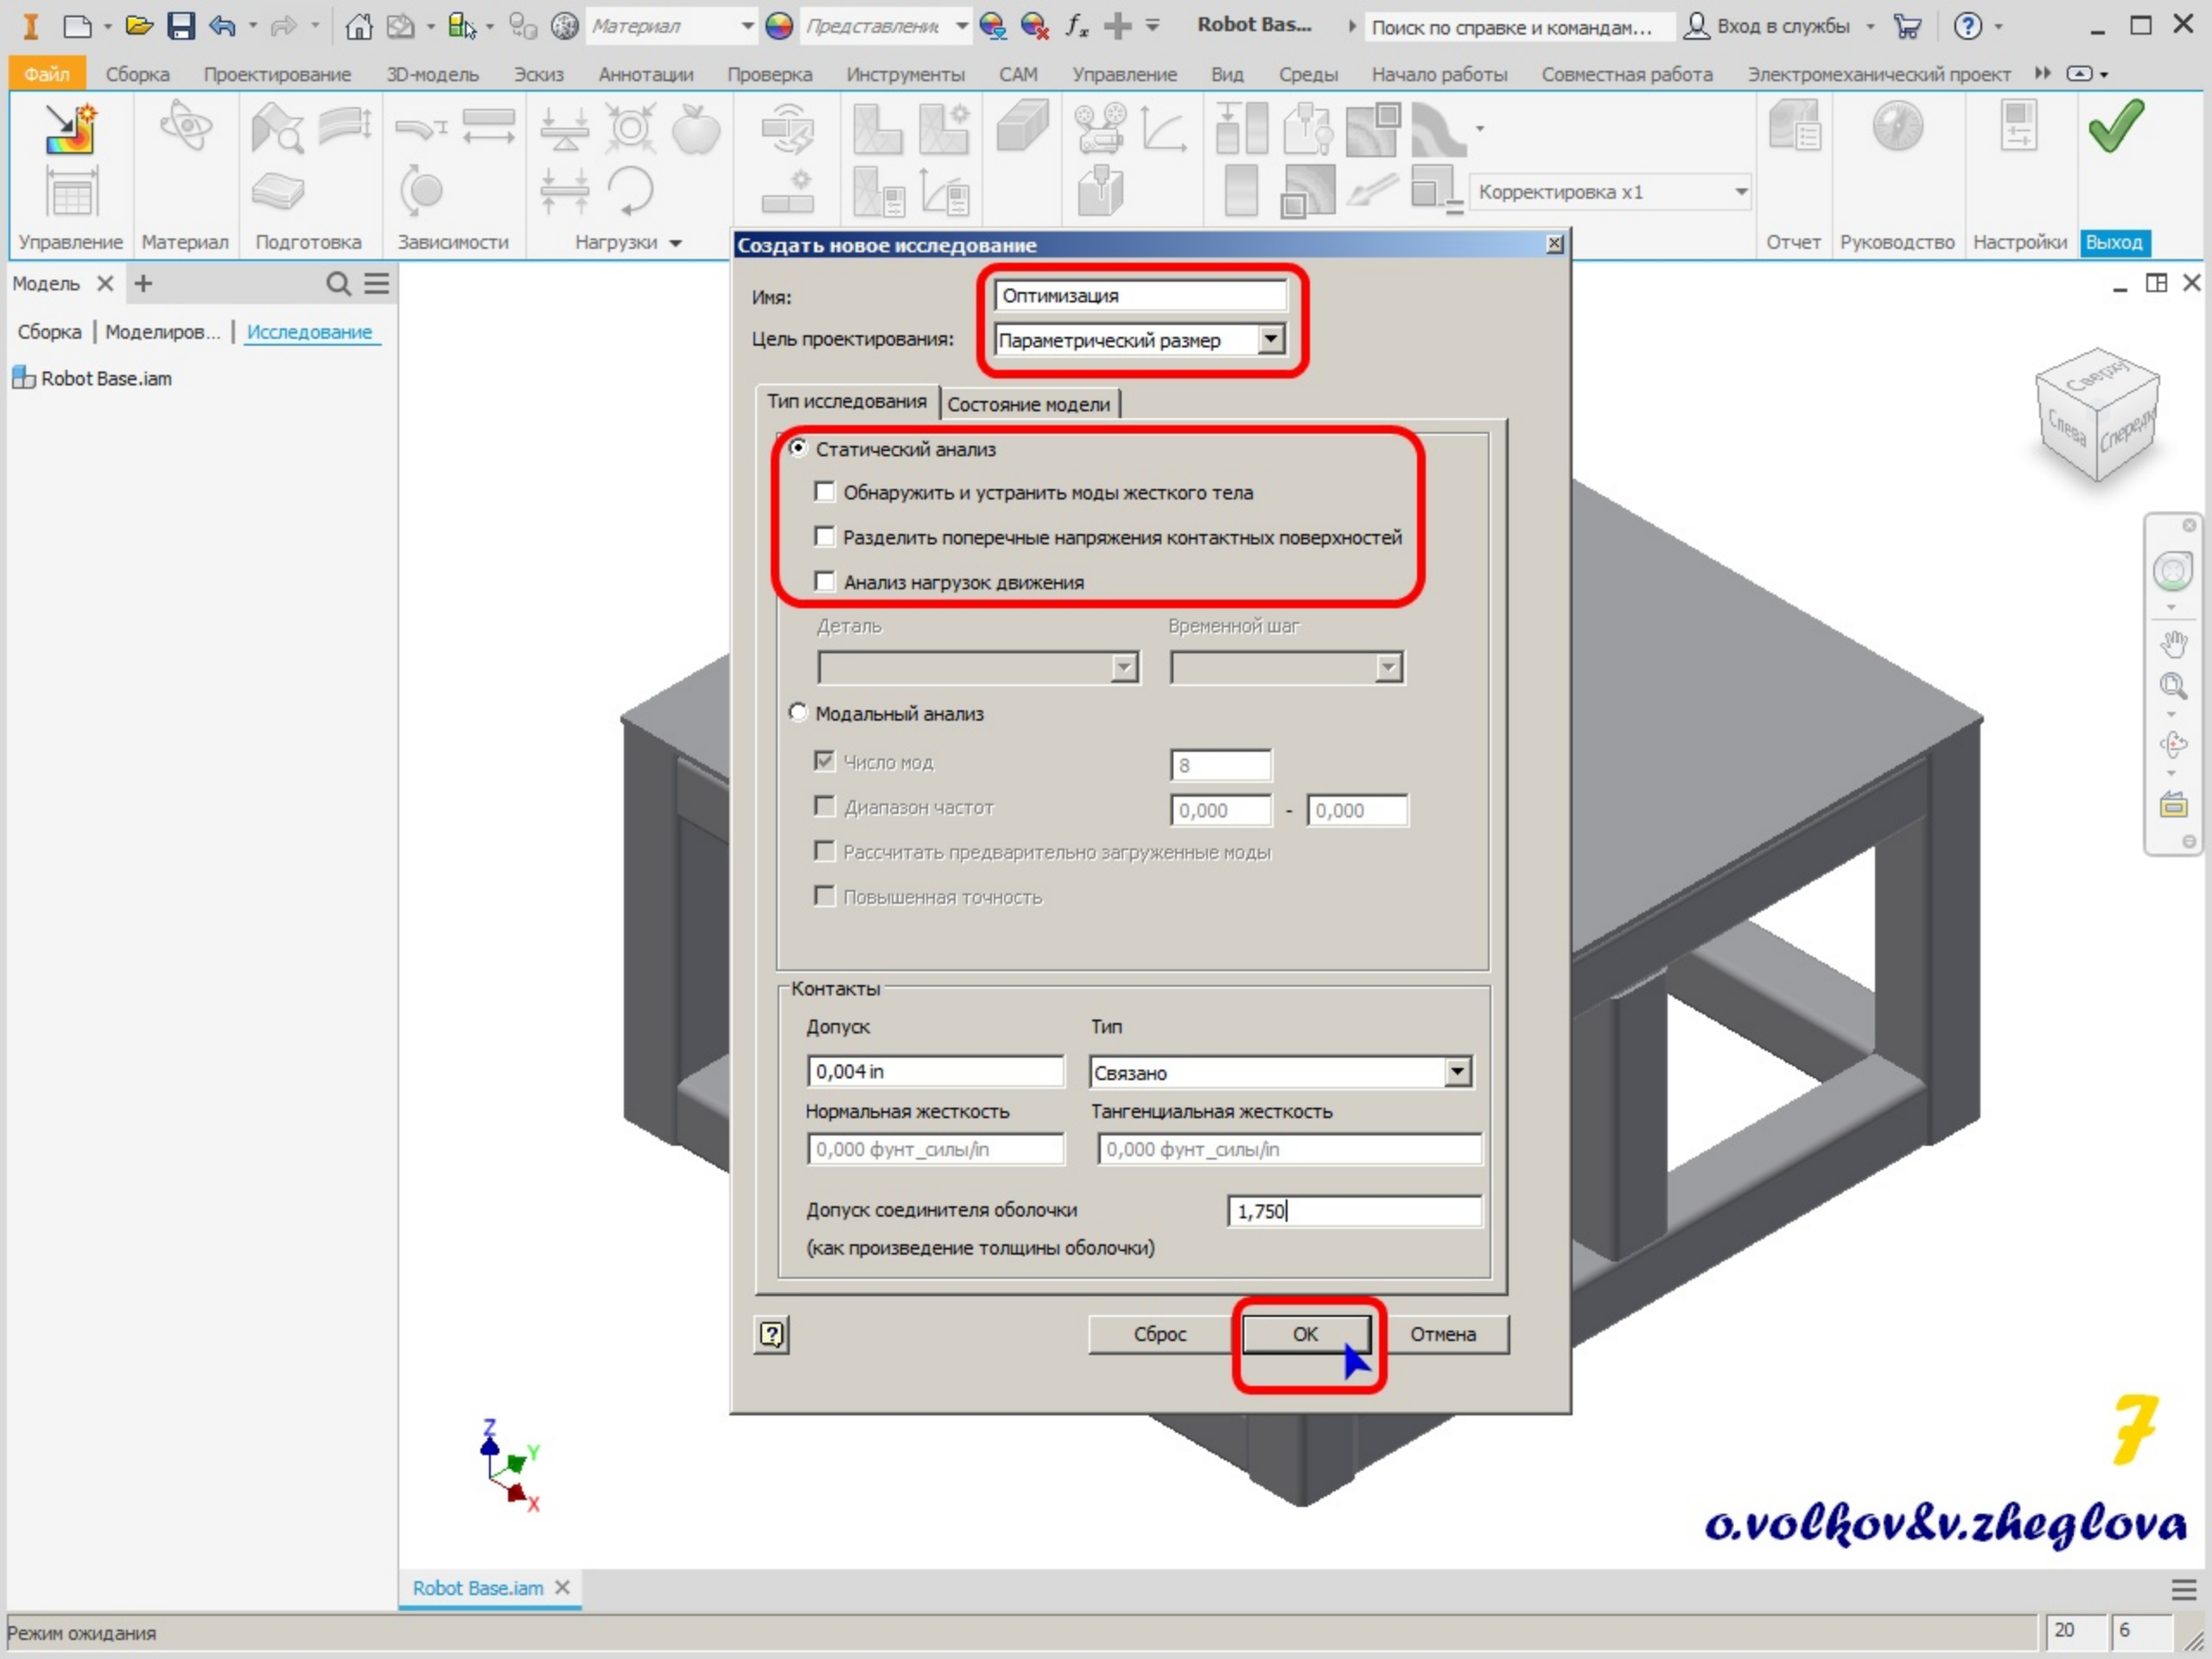 Материал
Представление
Robot Bas...
Поиск по справке и командам...
Вход в службы
Файл
Сборка
Проектирование
3D-модель
Эскиз
Аннотации
Проверка
Инструменты
CAM
Управление
Вид
Среды
Начало работы
Совместная работа
Электромеханический проект
Корректировка x1
Управление
Материал
Подготовка
Зависимости
Нагрузки
Отчет
Руководство
Настройки
Выход
Модель
Сборка
Моделиров...
Исследование
Robot Base.iam
Создать новое исследование
Имя:
Оптимизация
Цель проектирования:
Параметрический размер
Тип исследования
Состояние модели
Статический анализ
Обнаружить и устранить моды жесткого тела
Разделить поперечные напряжения контактных поверхностей
Анализ нагрузок движения
Деталь
Временной шаг
Модальный анализ
Число мод
8
Диапазон частот
0,000
-
0,000
Рассчитать предварительно загруженные моды
Повышенная точность
Контакты
Допуск
Тип
0,004 in
Связано
Нормальная жесткость
Тангенциальная жесткость
0,000 фунт_силы/in
0,000 фунт_силы/in
Допуск соединителя оболочки
1,750
(как произведение толщины оболочки)
Сброс
OK
Отмена
Сверху
Слева
Спереди
Z
Y
X
7
o.volkov&v.zheglova
Robot Base.iam
Режим ожидания
20
6